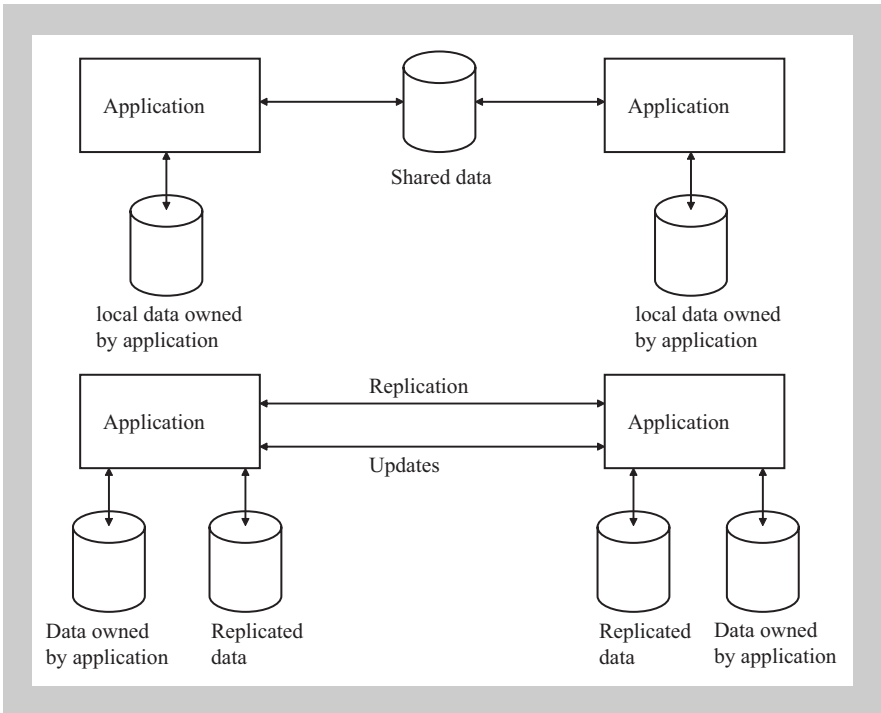 Application
Application
Shared data
local data owned
by application
local data owned
by application
Replication
Application
Application
Updates
Data owned
by application
Replicated
data
Replicated
data
Data owned
by application